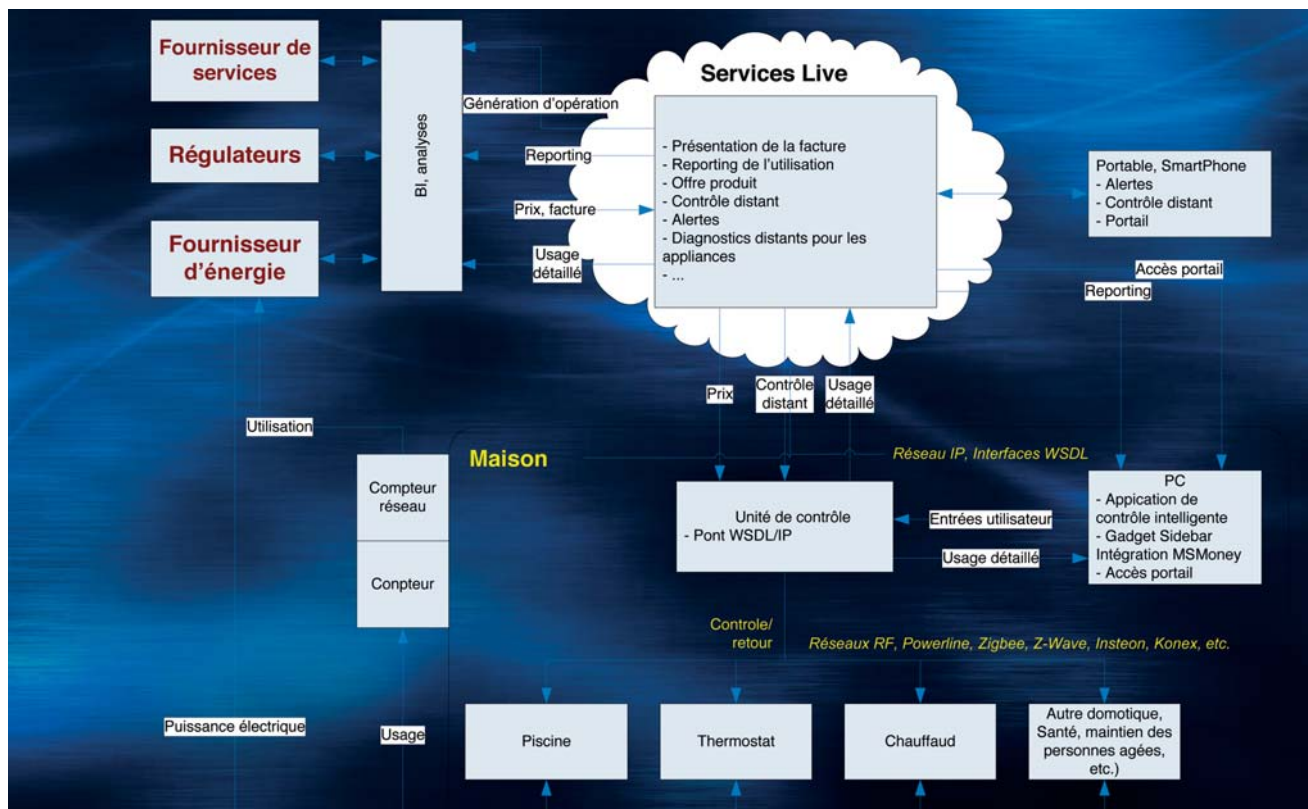 Fournisseur de
services
Régulateurs
Fournisseur
d'énergie
BI, analyses
Génération d'opération
Reporting
Prix, facture
Usage
détaillé
Services Live
- Présentation de la facture
- Reporting de l'utilisation
- Offre produit
- Contrôle distant
- Alertes
- Diagnostics distants pour les
appliances
- ...
Portable, SmartPhone
- Alertes
- Contrôle distant
- Portail
Accès portail
Reporting
Prix
Contrôle
distant
Usage
détaillé
Utilisation
Maison
Réseau IP, Interfaces WSDL
Compteur
réseau
Conpteur
Unité de contrôle
- Pont WSDL/IP
Entrées utilisateur
Usage détaillé
PC
- Appication de
contrôle intelligente
- Gadget Sidebar
Intégration MSMoney
- Accès portail
Controle/
retour
Réseaux RF, Powerline, Zigbee, Z-Wave, Insteon, Konex, etc.
Puissance électrique
Usage
Piscine
Thermostat
Chauffaud
Autre domotique,
Santé, maintien des
personnes agées,
etc.)